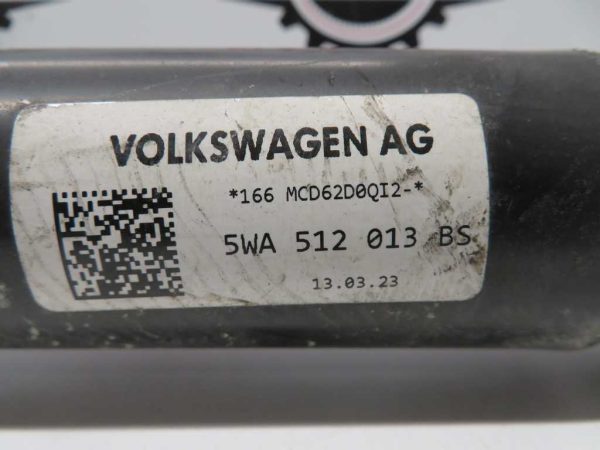 VOLKSWAGEN AG
*166 MCD62D0QI2-*
5WA 512 013 BS
13.03.23